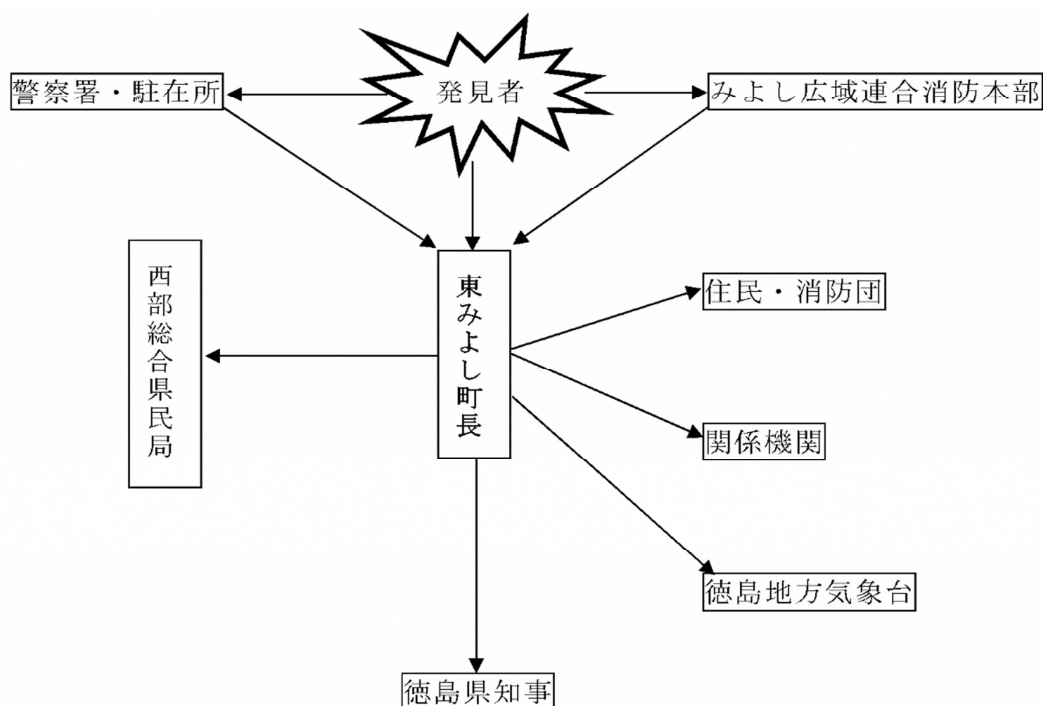 発見者
警察署・駐在所
みよし広域連合消防本部
西部総合県民局
東みよし町長
住民・消防団
関係機関
徳島地方気象台
徳島県知事